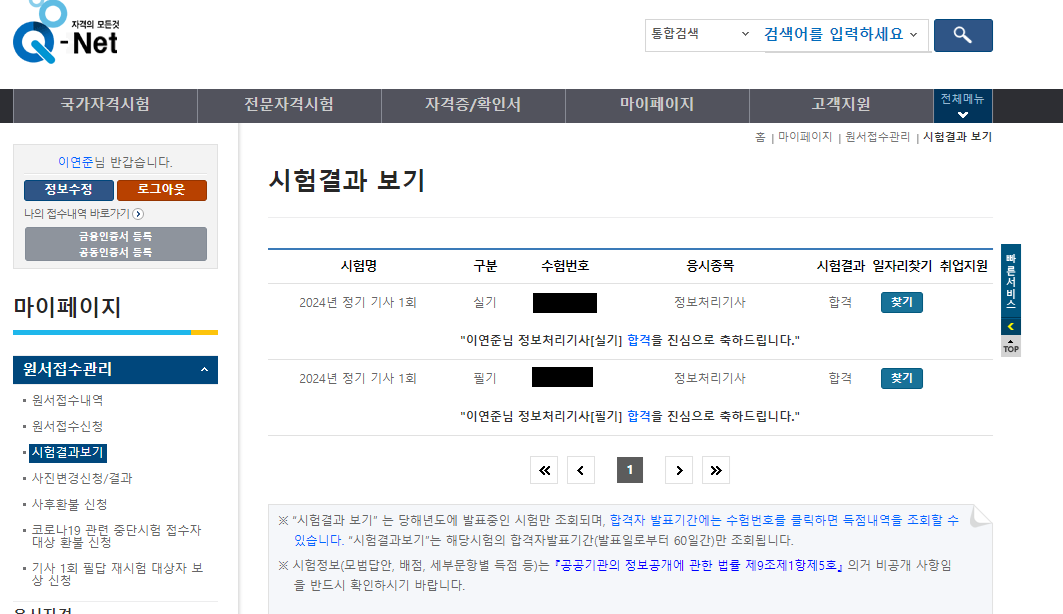 자격의 모든것
Q-Net
통합검색
검색어를 입력하세요
국가자격시험 전문자격시험 자격증/확인서 마이페이지 고객지원 전체메뉴
홈 | 마이페이지 | 원서접수관리 | 시험결과 보기
이연준님 반갑습니다.
정보수정 로그아웃
나의 접수내역 바로가기
금융인증서 등록
공동인증서 등록
마이페이지
원서접수관리
원서접수내역
원서접수신청
시험결과보기
사진변경신청/결과
사후환불 신청
코로나19 관련 중단시험 접수자
대상 환불 신청
기사 1회 필답 재시험 대상자 보
상 신청
응시자격
시험결과 보기
시험명 구분 수험번호 응시종목 시험결과 일자리찾기 취업지원
2024년 정기 기사 1회 실기 정보처리기사 합격 찾기
"이연준님 정보처리기사[실기] 합격을 진심으로 축하드립니다."
2024년 정기 기사 1회 필기 정보처리기사 합격 찾기
"이연준님 정보처리기사[필기] 합격을 진심으로 축하드립니다."
1
※ "시험결과 보기" 는 당해년도에 발표중인 시험만 조회되며, 합격자 발표기간에는 수험번호를 클릭하면 득점내역을 조회할 수
있습니다. "시험결과보기"는 해당시험의 합격자발표기간(발표일로부터 60일간)만 조회됩니다.
※ 시험정보(모범답안, 배점, 세부문항별 득점 등)는 『공공기관의 정보공개에 관한 법률 제9조제1항제5호』 의거 비공개 사항임
을 반드시 확인하시기 바랍니다.
빠른서비스
TOP